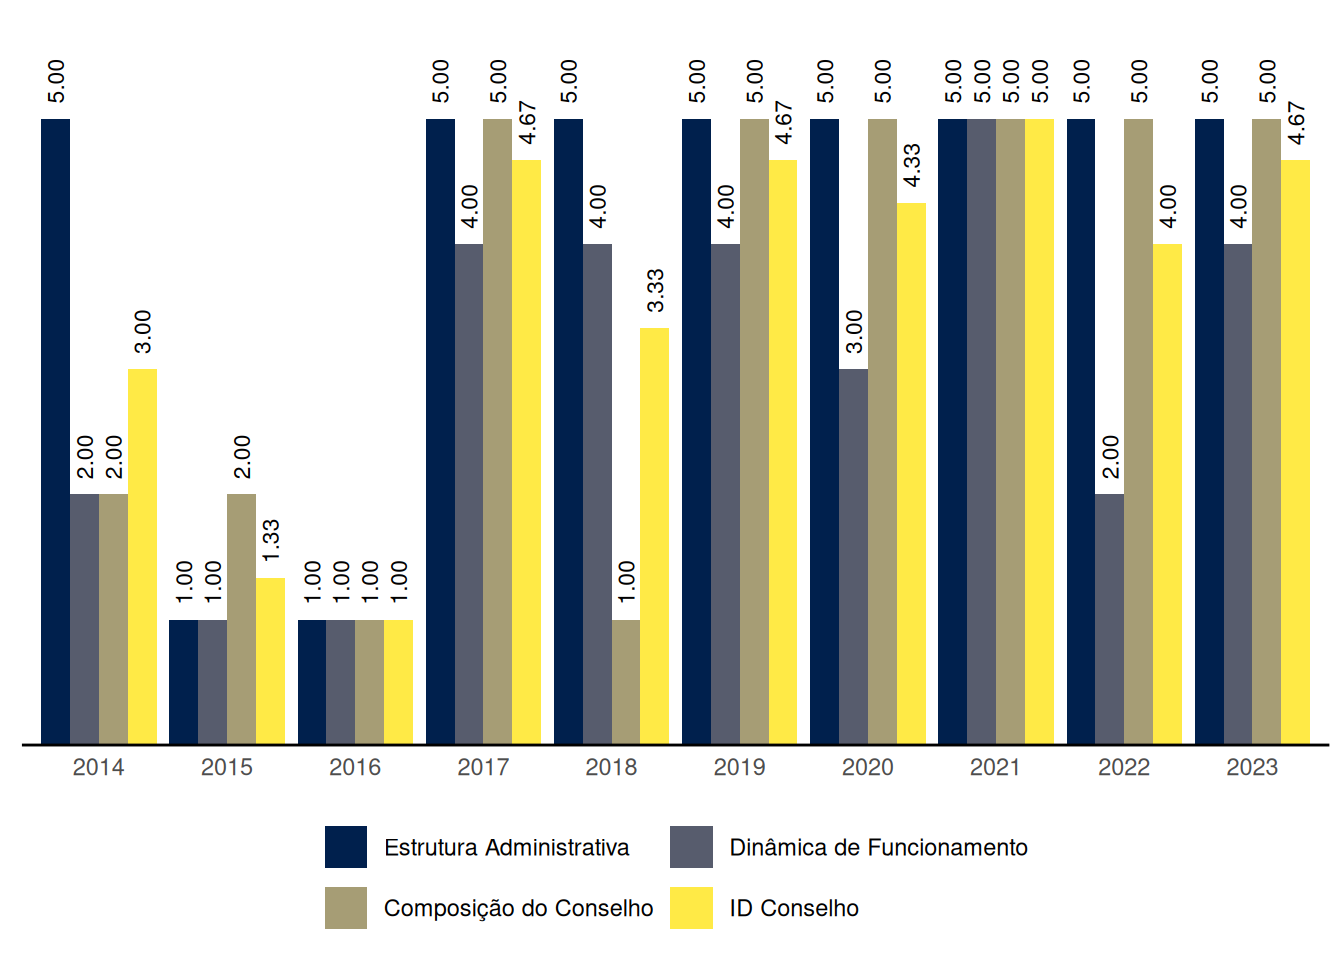 5.00 2.00 2.00 3.00
1.00 1.00 2.00 1.33
1.00 1.00 1.00 1.00
5.00 4.00 5.00 4.67
5.00 4.00 1.00 3.33
5.00 4.00 5.00 4.67
5.00 3.00 5.00 4.33
5.00 5.00 5.00 5.00
5.00 2.00 5.00 4.00
5.00 4.00 5.00 4.67
2014 2015 2016 2017 2018 2019 2020 2021 2022 2023
Estrutura Administrativa Dinâmica de Funcionamento
Composição do Conselho ID Conselho